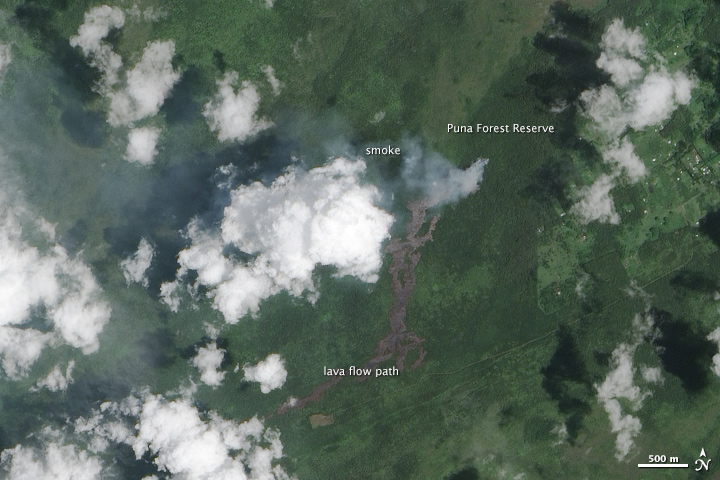 Puna Forest Reserve
smoke
lava flow path
500 m
N